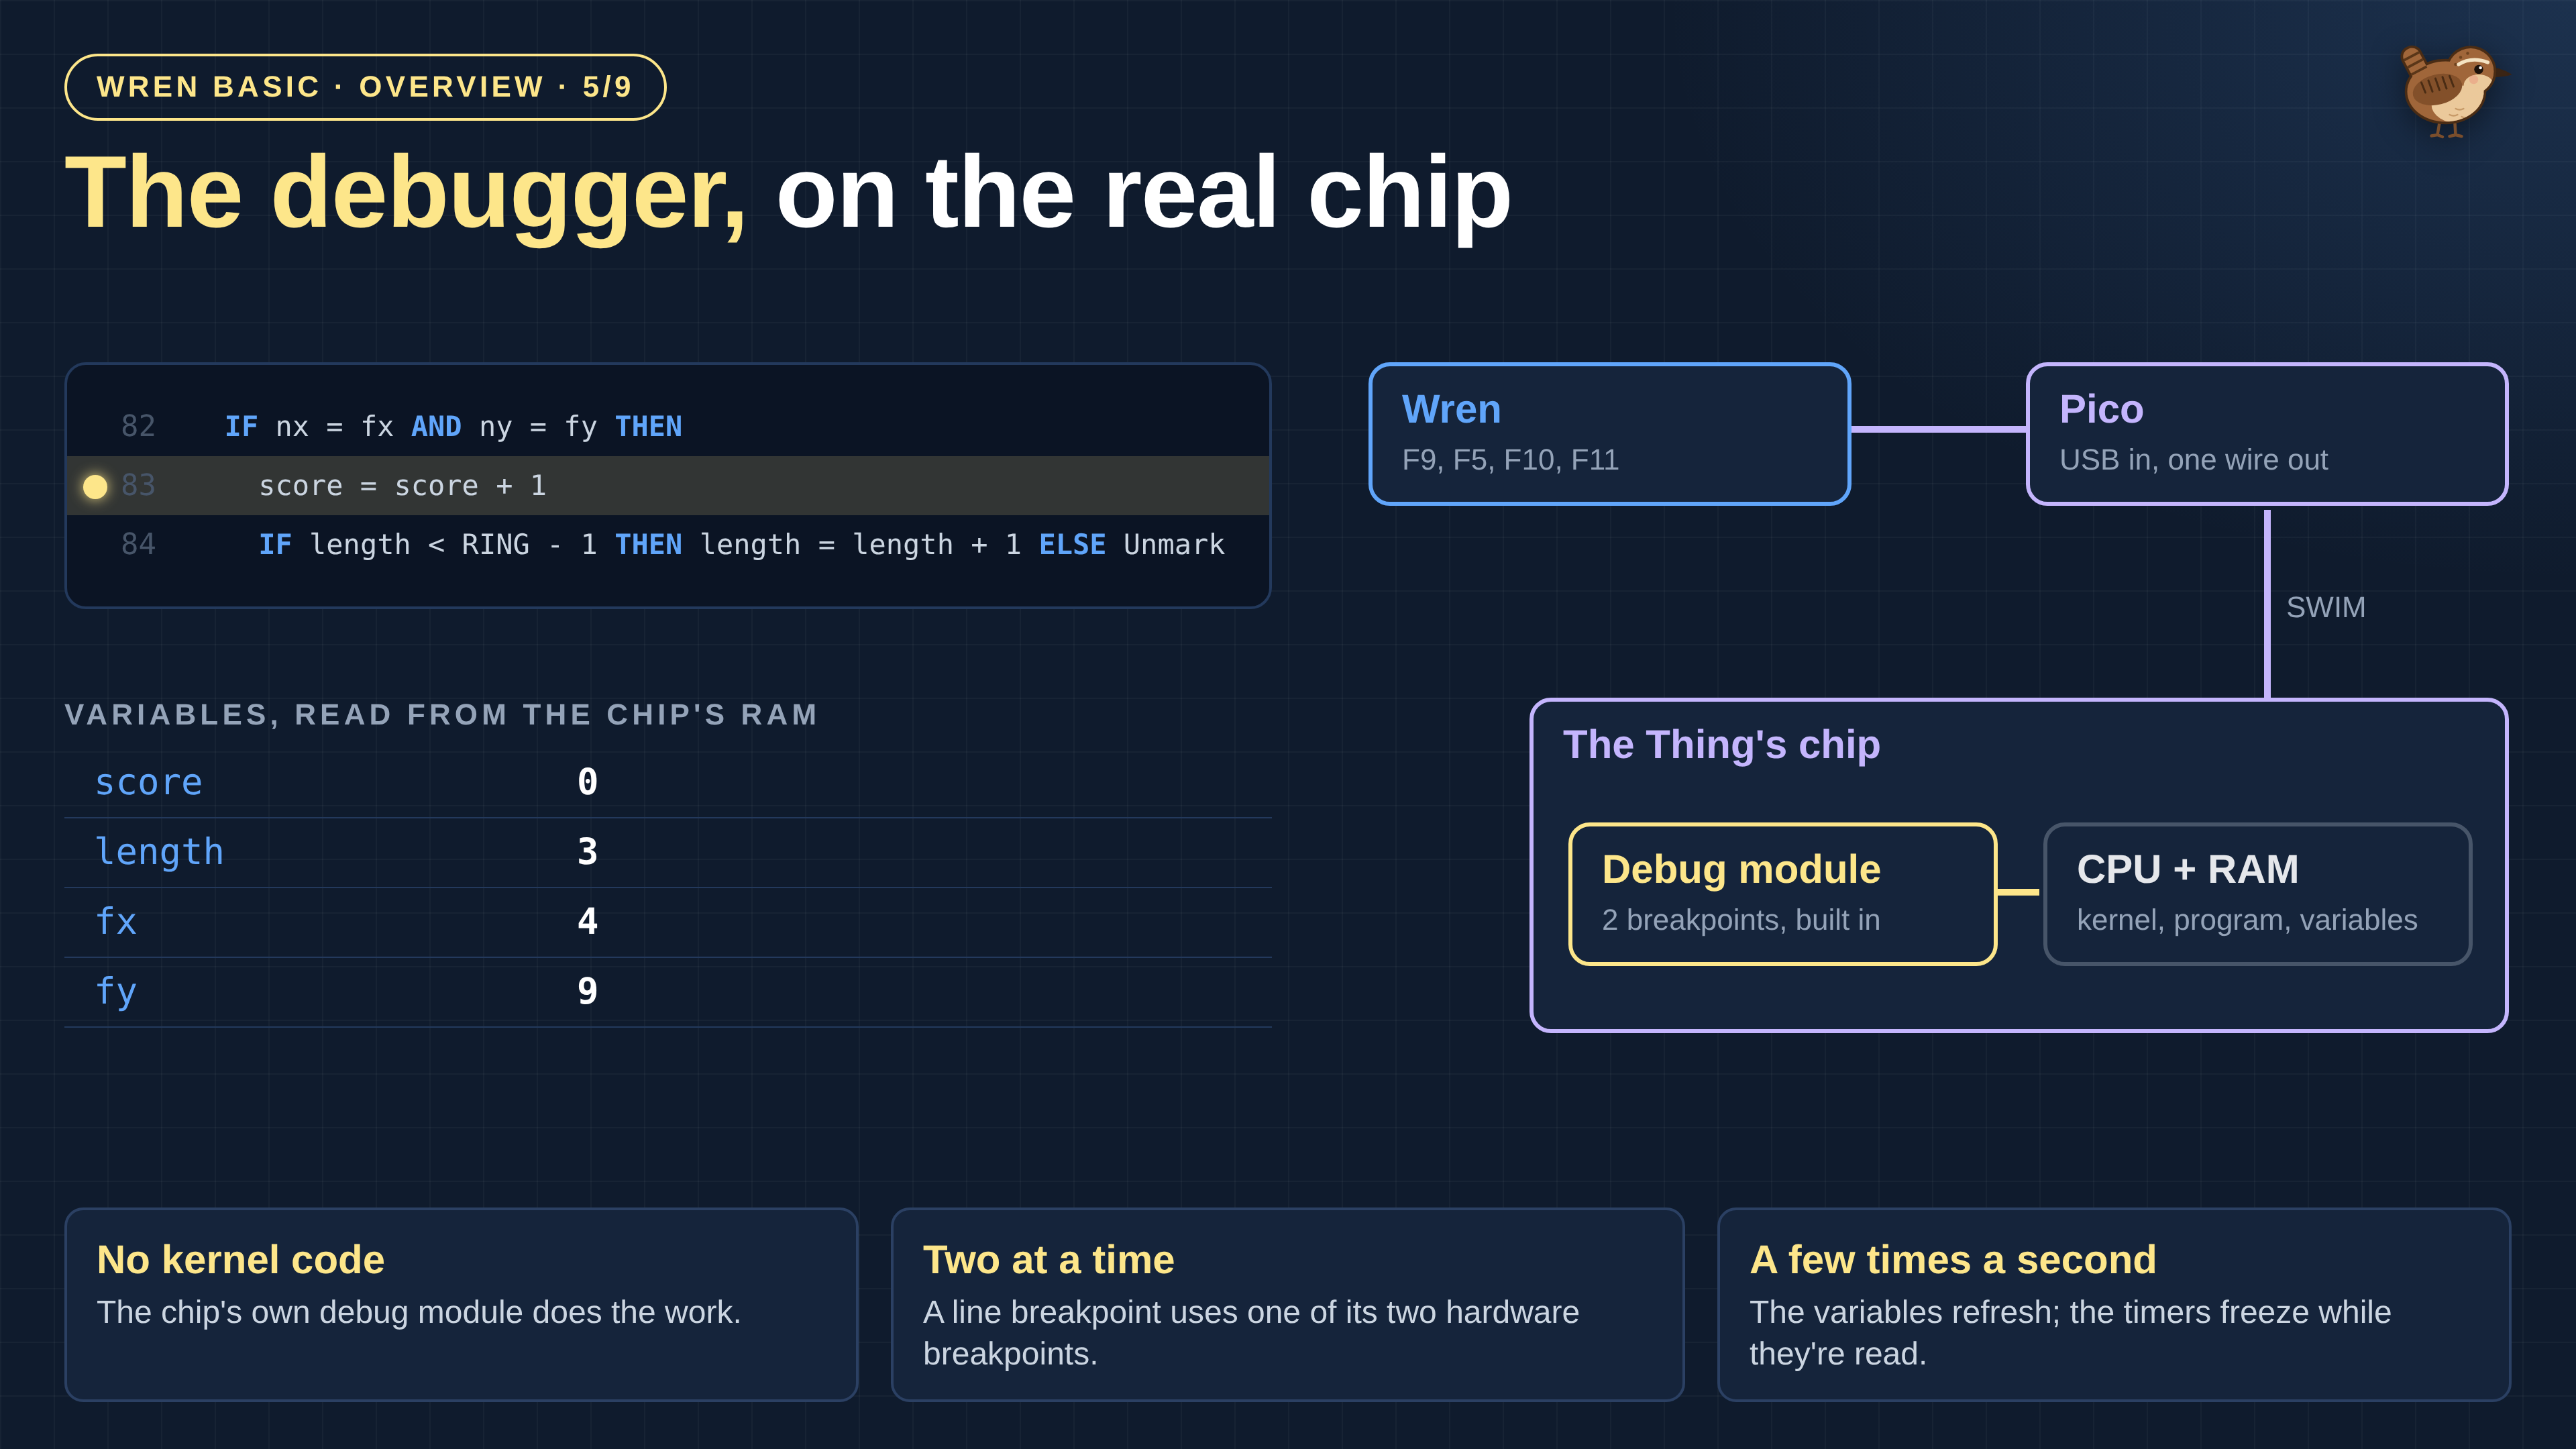 WREN BASIC · OVERVIEW · 5/9
The debugger, on the real chip
82 IF nx = fx AND ny = fy THEN
83 score = score + 1
84 IF length < RING - 1 THEN length = length + 1 ELSE Unmark
VARIABLES, READ FROM THE CHIP'S RAM
score 0
length 3
fx 4
fy 9
Wren
F9, F5, F10, F11
Pico
USB in, one wire out
SWIM
The Thing's chip
Debug module
2 breakpoints, built in
CPU + RAM
kernel, program, variables
No kernel code
The chip's own debug module does the work.
Two at a time
A line breakpoint uses one of its two hardware
breakpoints.
A few times a second
The variables refresh; the timers freeze while
they're read.